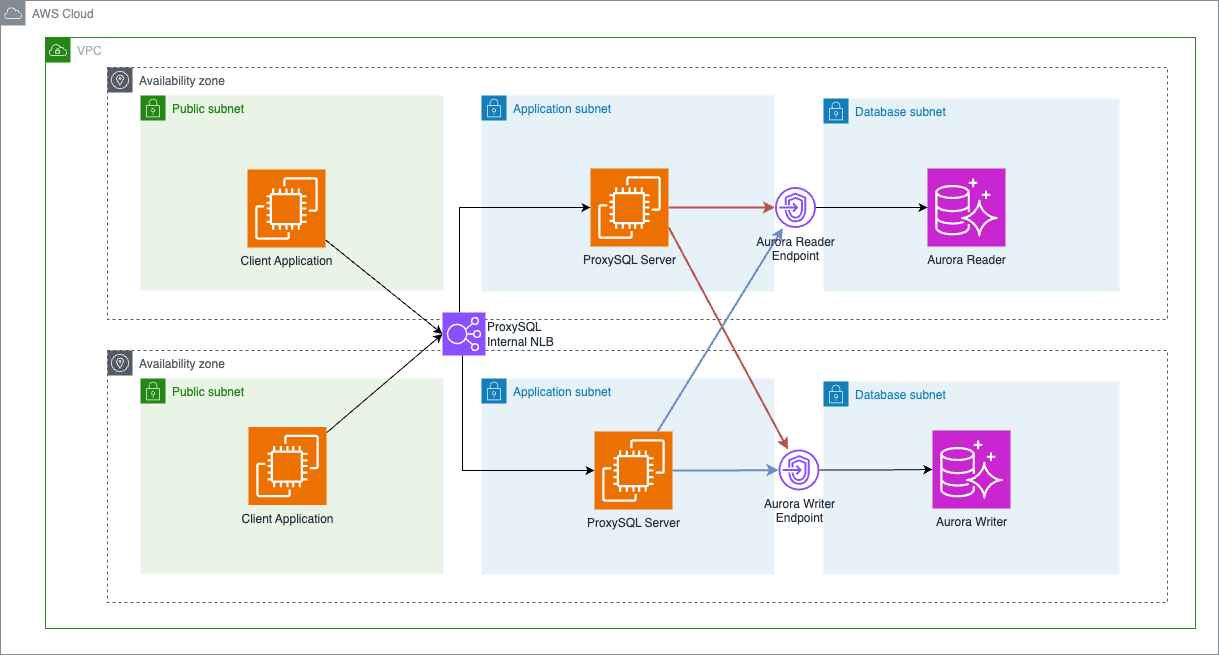 AWS Cloud
VPC
Availability zone
Public subnet
Application subnet
Database subnet
Client Application
ProxySQL Server
Aurora Reader
Endpoint
Aurora Reader
ProxySQL
Internal NLB
Availability zone
Public subnet
Application subnet
Database subnet
Client Application
ProxySQL Server
Aurora Writer
Endpoint
Aurora Writer